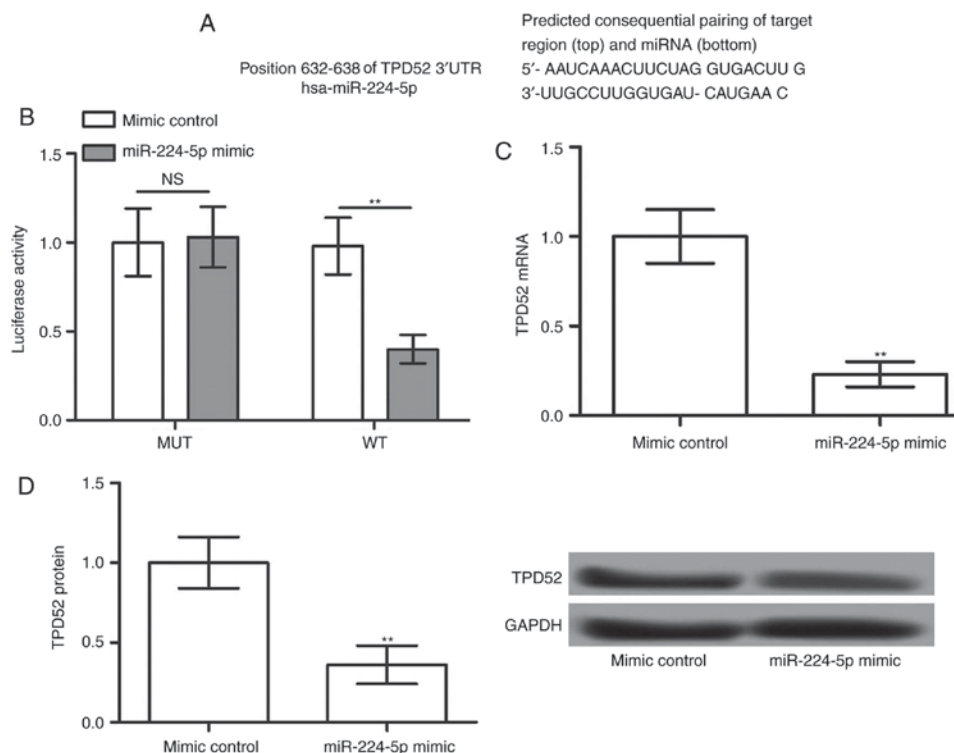 A
Predicted consequential pairing of target
region (top) and miRNA (bottom)
Position 632-638 of TPD52 3′UTR
5′- AAUCAAACUUCUAG GUGACUU G
hsa-miR-224-5p
3′-UUGCCUUGGUGAU- CAUGAA C
B
Mimic control
miR-224-5p mimic
1.5
1.0
0.5
0.0
Luciferase activity
NS
**
MUT
WT
C
1.5
1.0
0.5
0.0
TPD52 mRNA
**
Mimic control
miR-224-5p mimic
D
1.5
1.0
0.5
0.0
TPD52 protein
**
Mimic control
miR-224-5p mimic
TPD52
GAPDH
Mimic control
miR-224-5p mimic